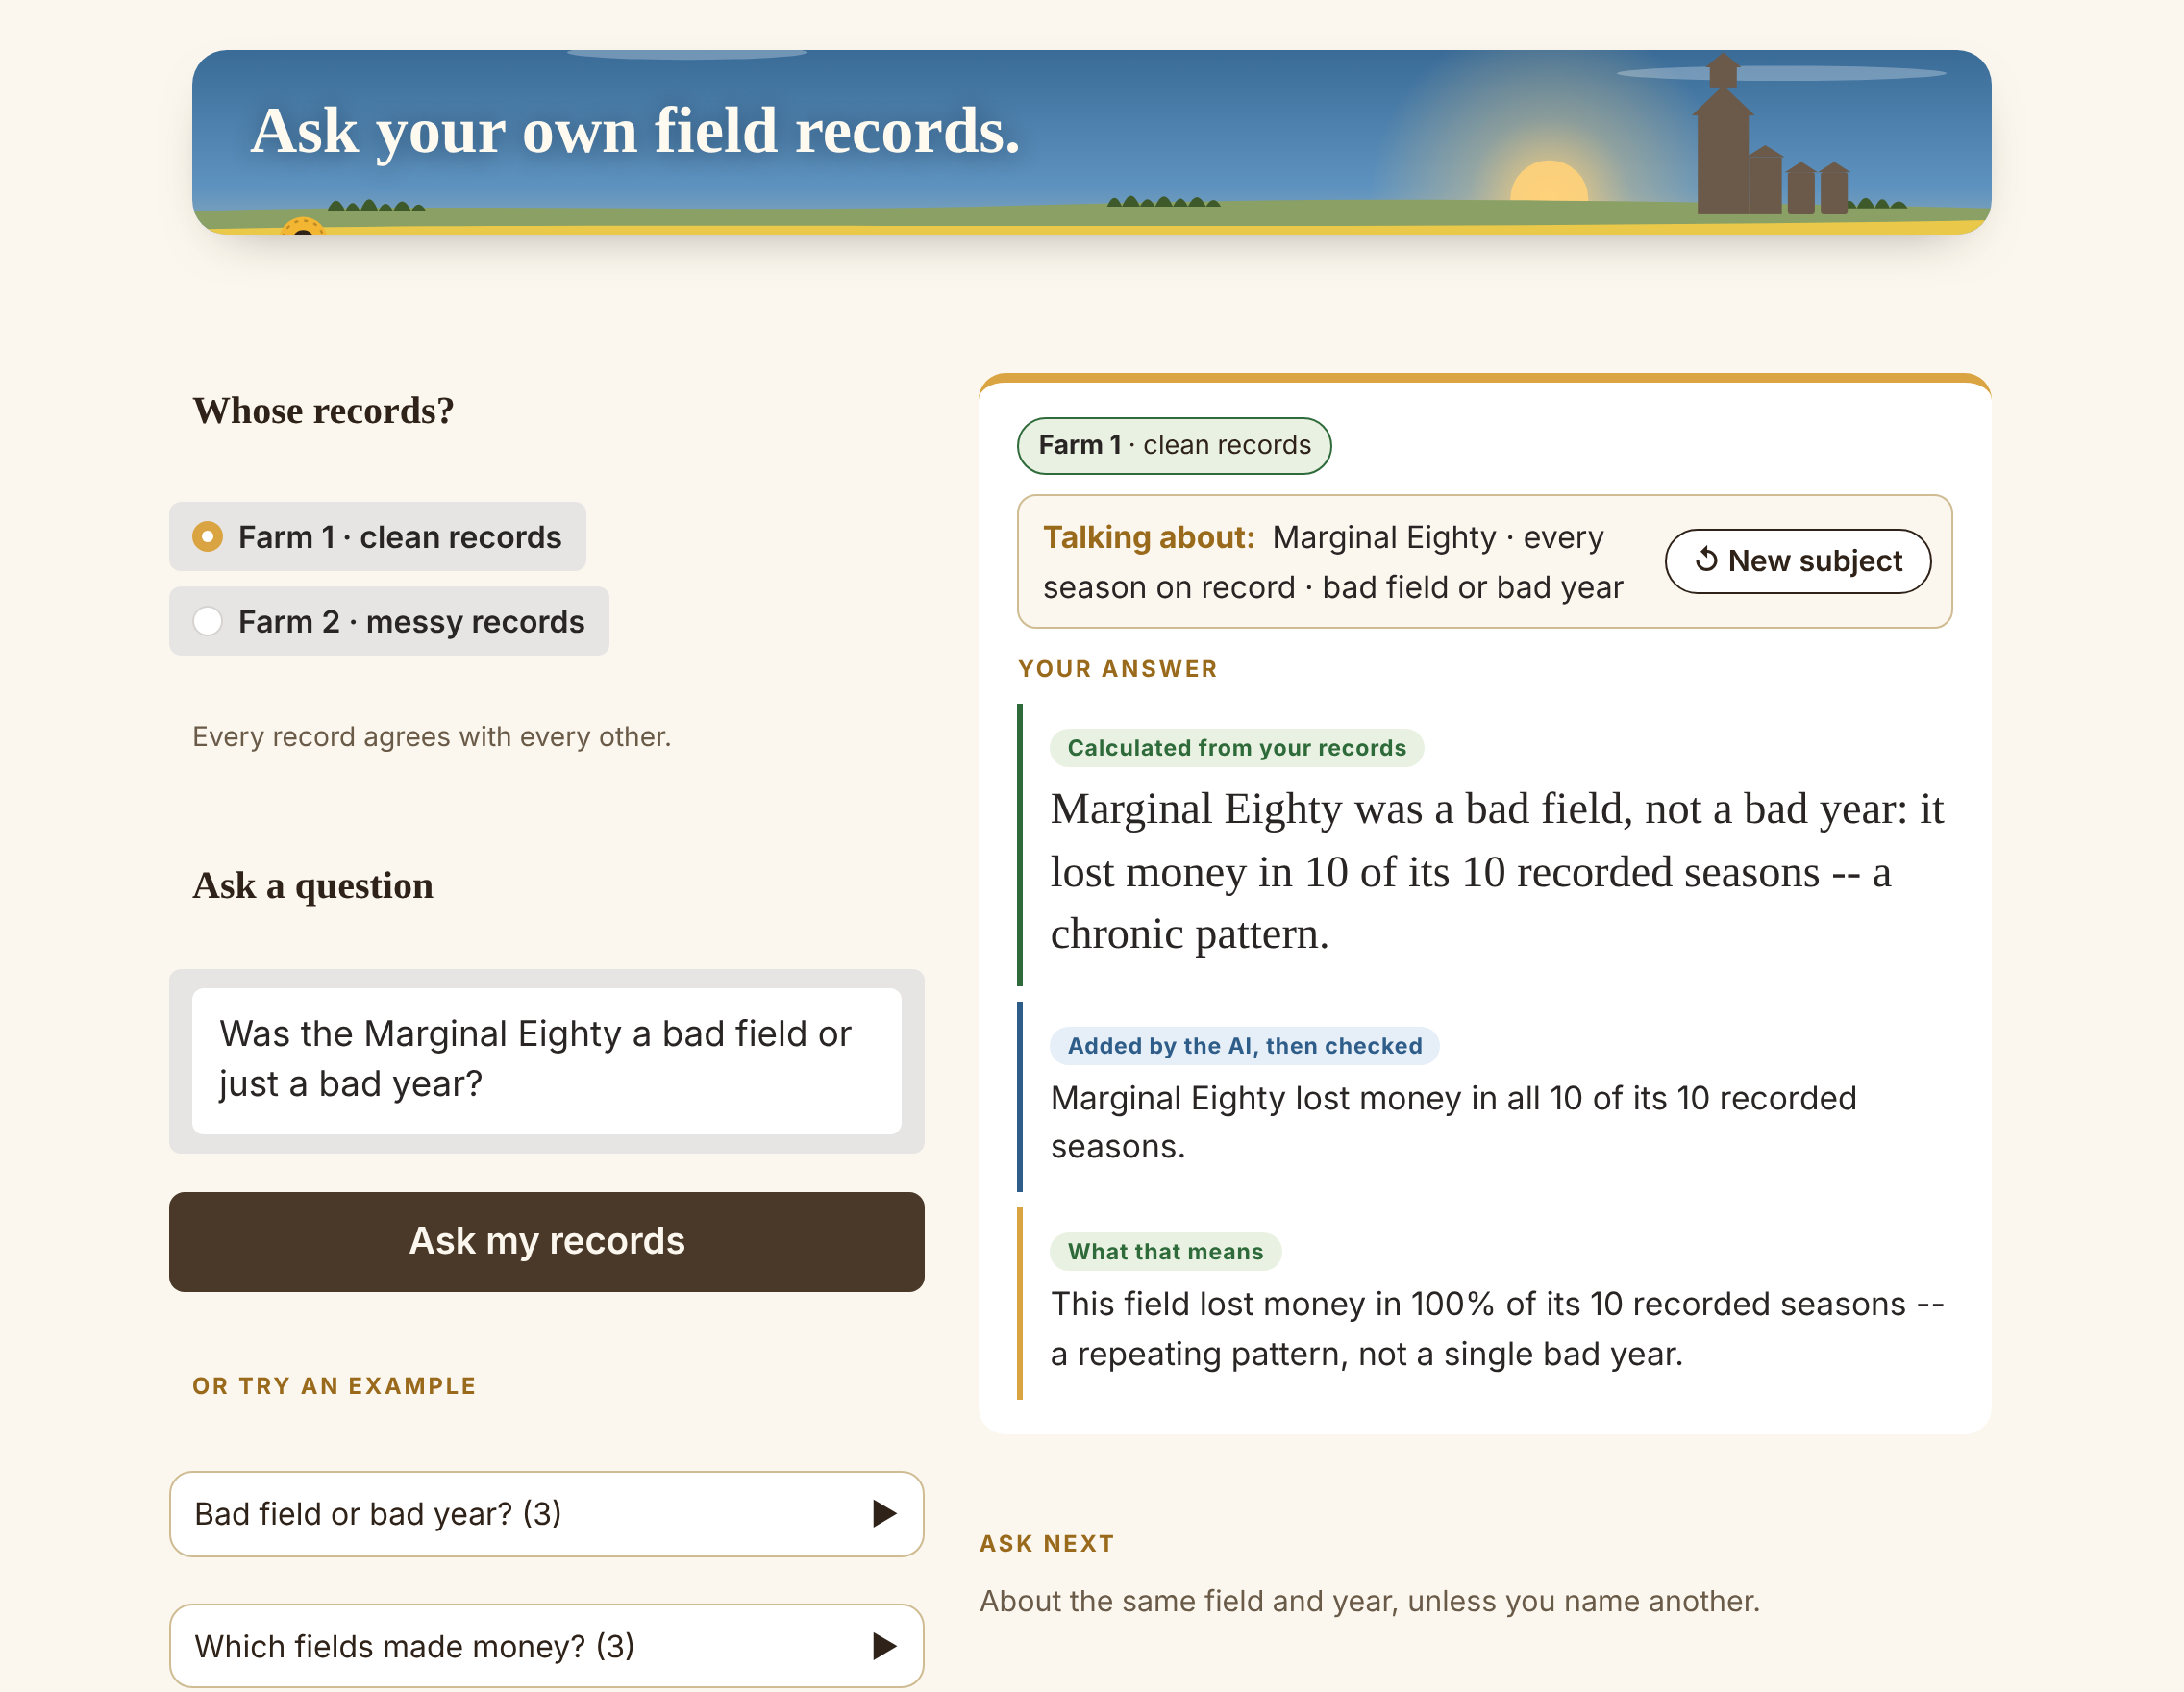 Ask your own field records.
Whose records?
Farm 1 · clean records
Farm 2 · messy records
Every record agrees with every other.
Ask a question
Was the Marginal Eighty a bad field or
just a bad year?
Ask my records
OR TRY AN EXAMPLE
Bad field or bad year? (3)
Which fields made money? (3)
Farm 1 · clean records
Talking about: Marginal Eighty · every
season on record · bad field or bad year
New subject
YOUR ANSWER
Calculated from your records
Marginal Eighty was a bad field, not a bad year: it
lost money in 10 of its 10 recorded seasons -- a
chronic pattern.
Added by the AI, then checked
Marginal Eighty lost money in all 10 of its 10 recorded
seasons.
What that means
This field lost money in 100% of its 10 recorded seasons --
a repeating pattern, not a single bad year.
ASK NEXT
About the same field and year, unless you name another.